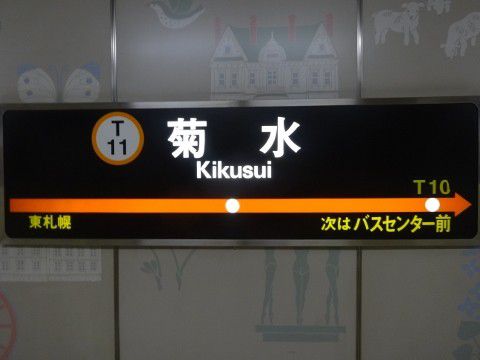 T
11
菊水
Kikusui
T10
東札幌
次は バスセンター前